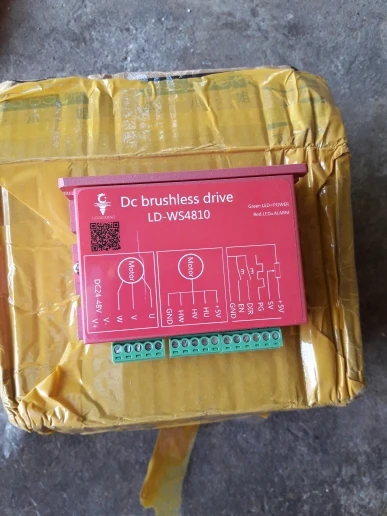 Dc brushless drive
LD-WS4810
Green LED=POWER
Red LED=ALARM
DC24-48V
Motor
V+
V-
W
V
U
Motor
GND
HW
HV
HU
+5V
GND
EN
DIR
PG
SV
+5V